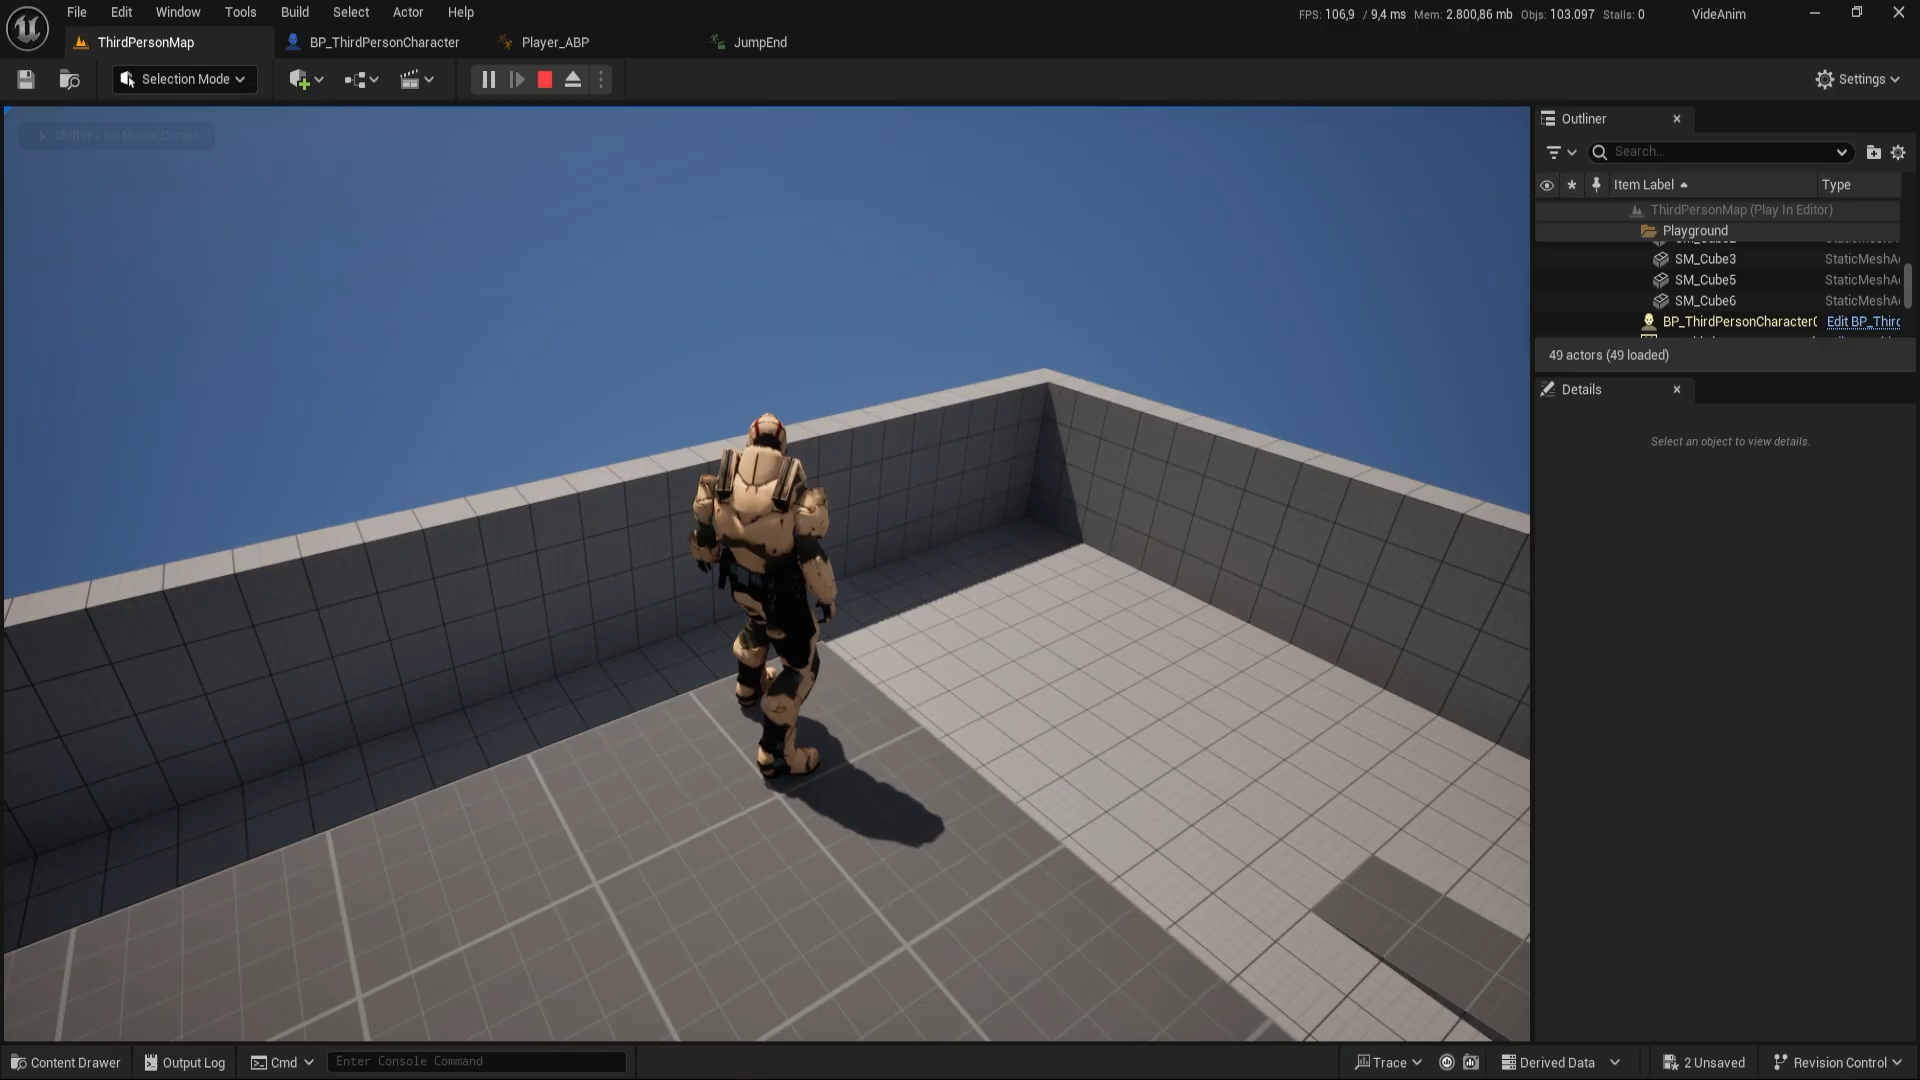 File Edit Window Tools Build Select Actor Help
FPS: 106,9 / 9,4 ms Mem: 2.800,86 mb Objs: 103.097 Stalls: 0 VideAnim
ThirdPersonMap BP_ThirdPersonCharacter Player_ABP JumpEnd
Selection Mode Settings
Shift+F1 for Mouse Cursor
Outliner
Search...
Item Label Type
ThirdPersonMap (Play In Editor)
Playground
SM_Cube3 StaticMeshA
SM_Cube5 StaticMeshA
SM_Cube6 StaticMeshA
BP_ThirdPersonCharacter Edit BP_Third
49 actors (49 loaded)
Details
Select an object to view details.
Content Drawer Output Log Cmd Enter Console Command Trace Derived Data 2 Unsaved Revision Control